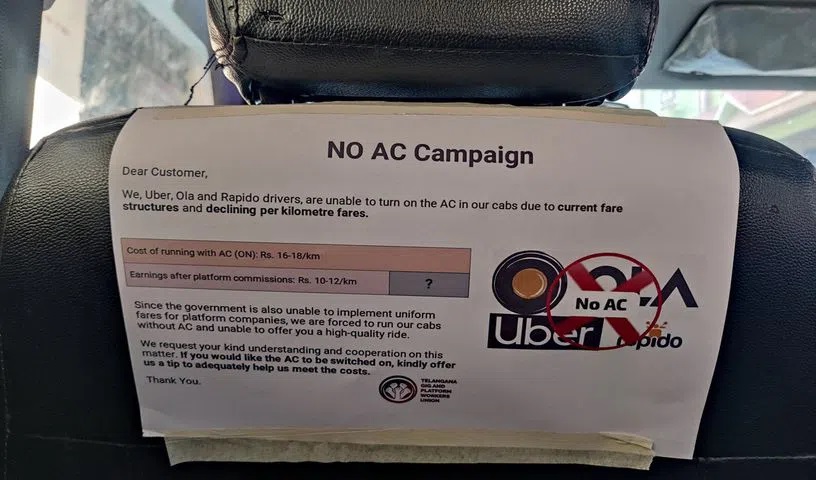 NO AC Campaign
Dear Customer,
We, Uber, Ola and Rapido drivers, are unable to turn on the AC in our cabs due to current fare
structures and declining per kilometre fares.
Cost of running with AC (ON): Rs. 16-18/km
Earnings after platform commissions: Rs. 10-12/km
?
OLA
No AC
Uber
rapido
Since the government is also unable to implement uniform
fares for platform companies, we are forced to run our cabs
without AC and unable to offer you a high-quality ride.
We request your kind understanding and cooperation on this
matter. If you would like the AC to be switched on, kindly offer
us a tip to adequately help us meet the costs.
Thank You.
TELANGANA
GIG AND
PLATFORM
WORKERS
UNION